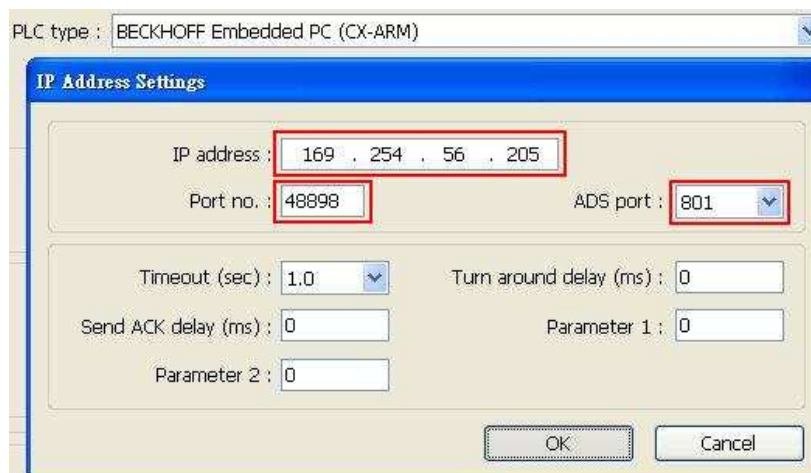 PLC type : BECKHOFF Embedded PC (CX-ARM)
IP Address Settings
IP address : 169 . 254 . 56 . 205
Port no. : 48898 ADS port : 801
Timeout (sec) : 1.0 Turn around delay (ms) : 0
Send ACK delay (ms) : 0 Parameter 1 : 0
Parameter 2 : 0
OK Cancel